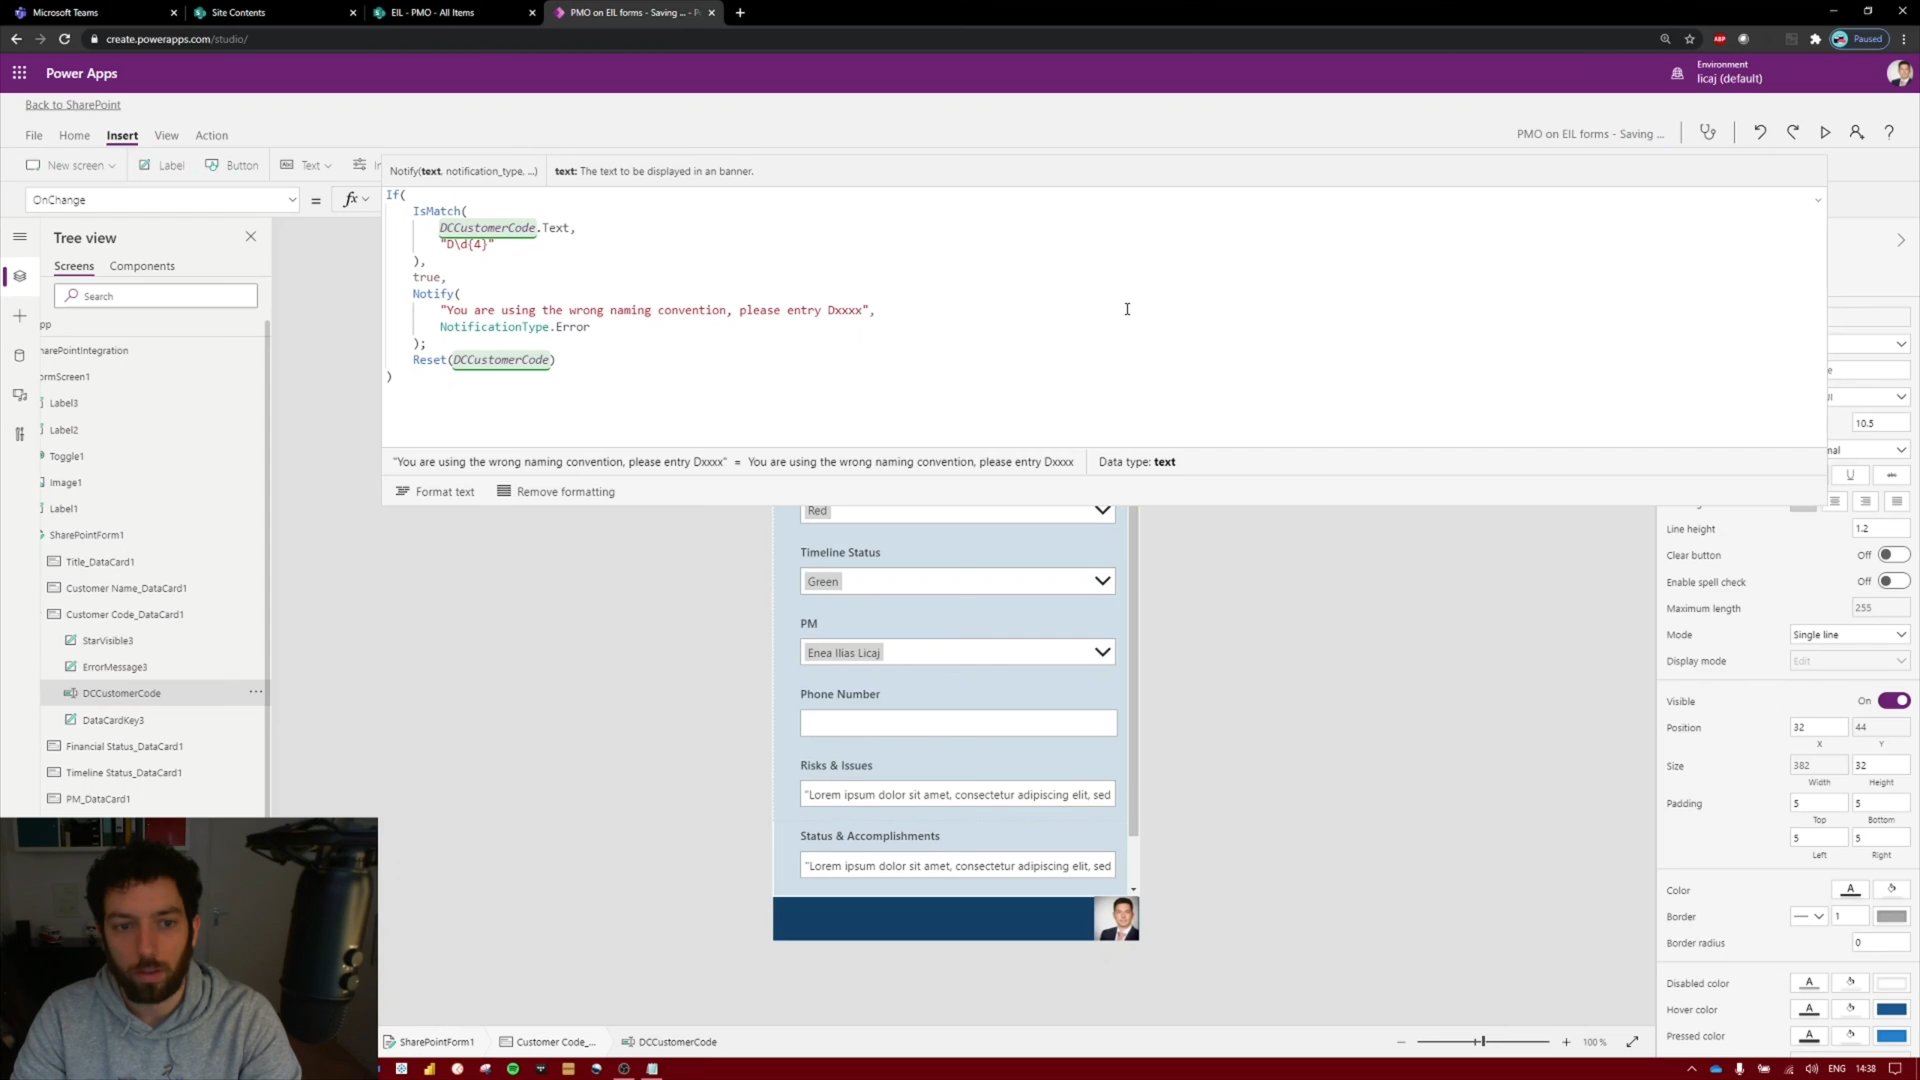 Microsoft Teams
Site Contents
EIL - PMO - All Items
PMO on EIL forms - Saving ... - P
create.powerapps.com/studio/
ABP
Paused
Power Apps
Environment
licaj (default)
Back to SharePoint
File
Home
Insert
View
Action
PMO on EIL forms - Saving ...
New screen
Label
Button
Text
Notify(text, notification_type, ...)
text: The text to be displayed in an banner.
OnChange
=
fx
If(
IsMatch(
DCCustomerCode.Text,
"D\d{4}"
),
true,
Notify(
"You are using the wrong naming convention, please entry Dxxxx",
NotificationType.Error
);
Reset(DCCustomerCode)
)
"You are using the wrong naming convention, please entry Dxxxx" = You are using the wrong naming convention, please entry Dxxxx
Data type: text
Format text
Remove formatting
Tree view
Screens
Components
Search
pp
harePointIntegration
ormScreen1
Label3
Label2
Toggle1
Image1
Label1
SharePointForm1
Title_DataCard1
Customer Name_DataCard1
Customer Code_DataCard1
StarVisible3
ErrorMessage3
DCCustomerCode
...
DataCardKey3
Financial Status_DataCard1
Timeline Status_DataCard1
PM_DataCard1
Red
Timeline Status
Green
PM
Enea Ilias Licaj
Phone Number
Risks & Issues
"Lorem ipsum dolor sit amet, consectetur adipiscing elit, sed
Status & Accomplishments
"Lorem ipsum dolor sit amet, consectetur adipiscing elit, sed
10.5
Line height
1.2
Clear button
Off
Enable spell check
Off
Maximum length
255
Mode
Single line
Display mode
Edit
Visible
On
Position
32
44
X
Y
Size
382
32
Width
Height
Padding
5
5
Top
Bottom
5
5
Left
Right
Color
Border
1
Border radius
0
Disabled color
Hover color
Pressed color
SharePointForm1
Customer Code_...
DCCustomerCode
100 %
ENG
14:38